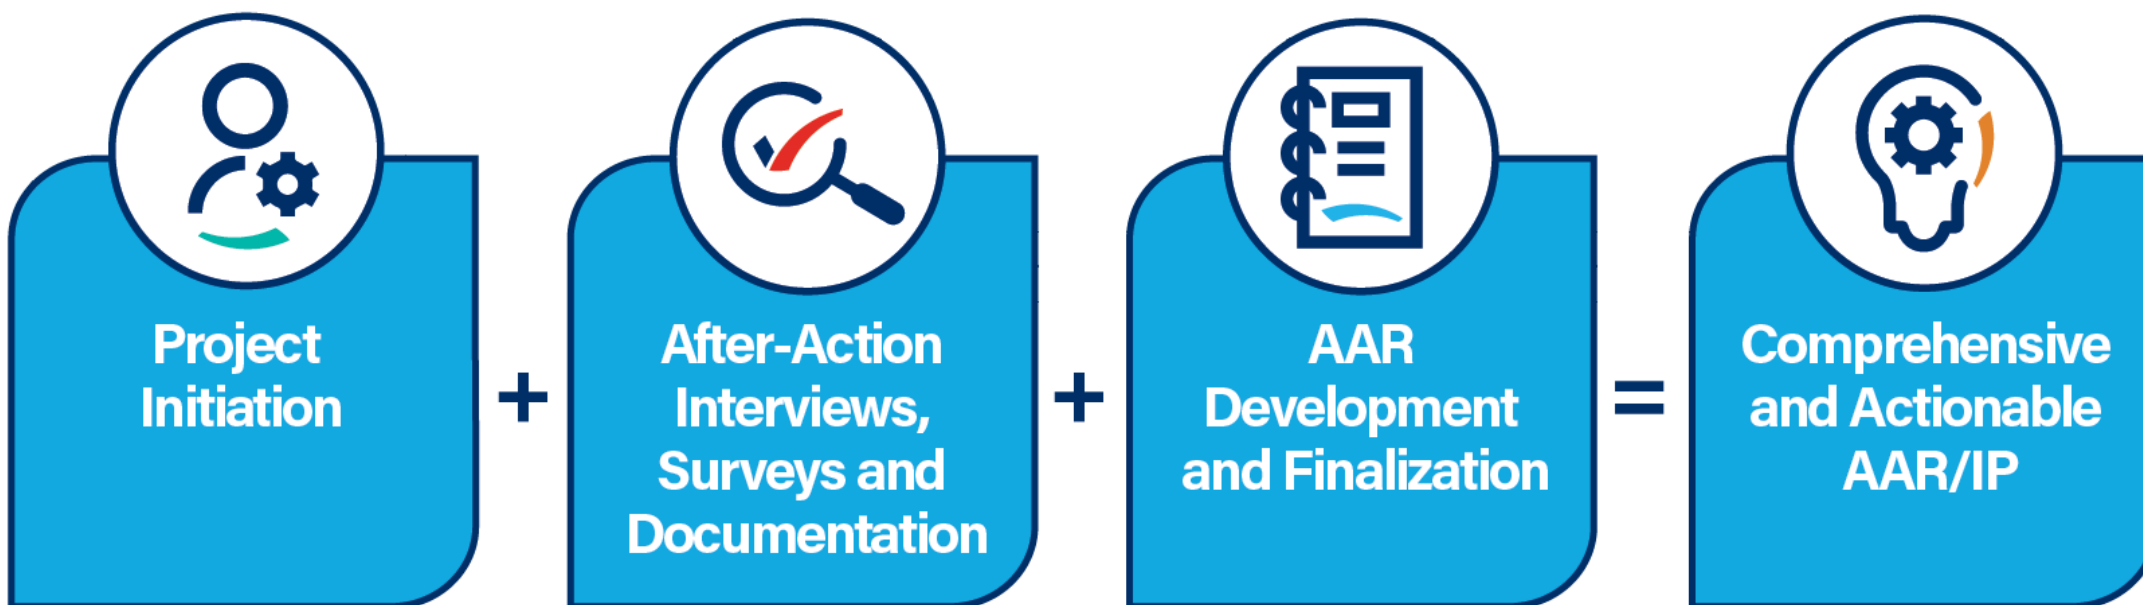 Project
Initiation
+
After-Action
Interviews,
Surveys and
Documentation
+
AAR
Development
and Finalization
=
Comprehensive
and Actionable
AAR/IP